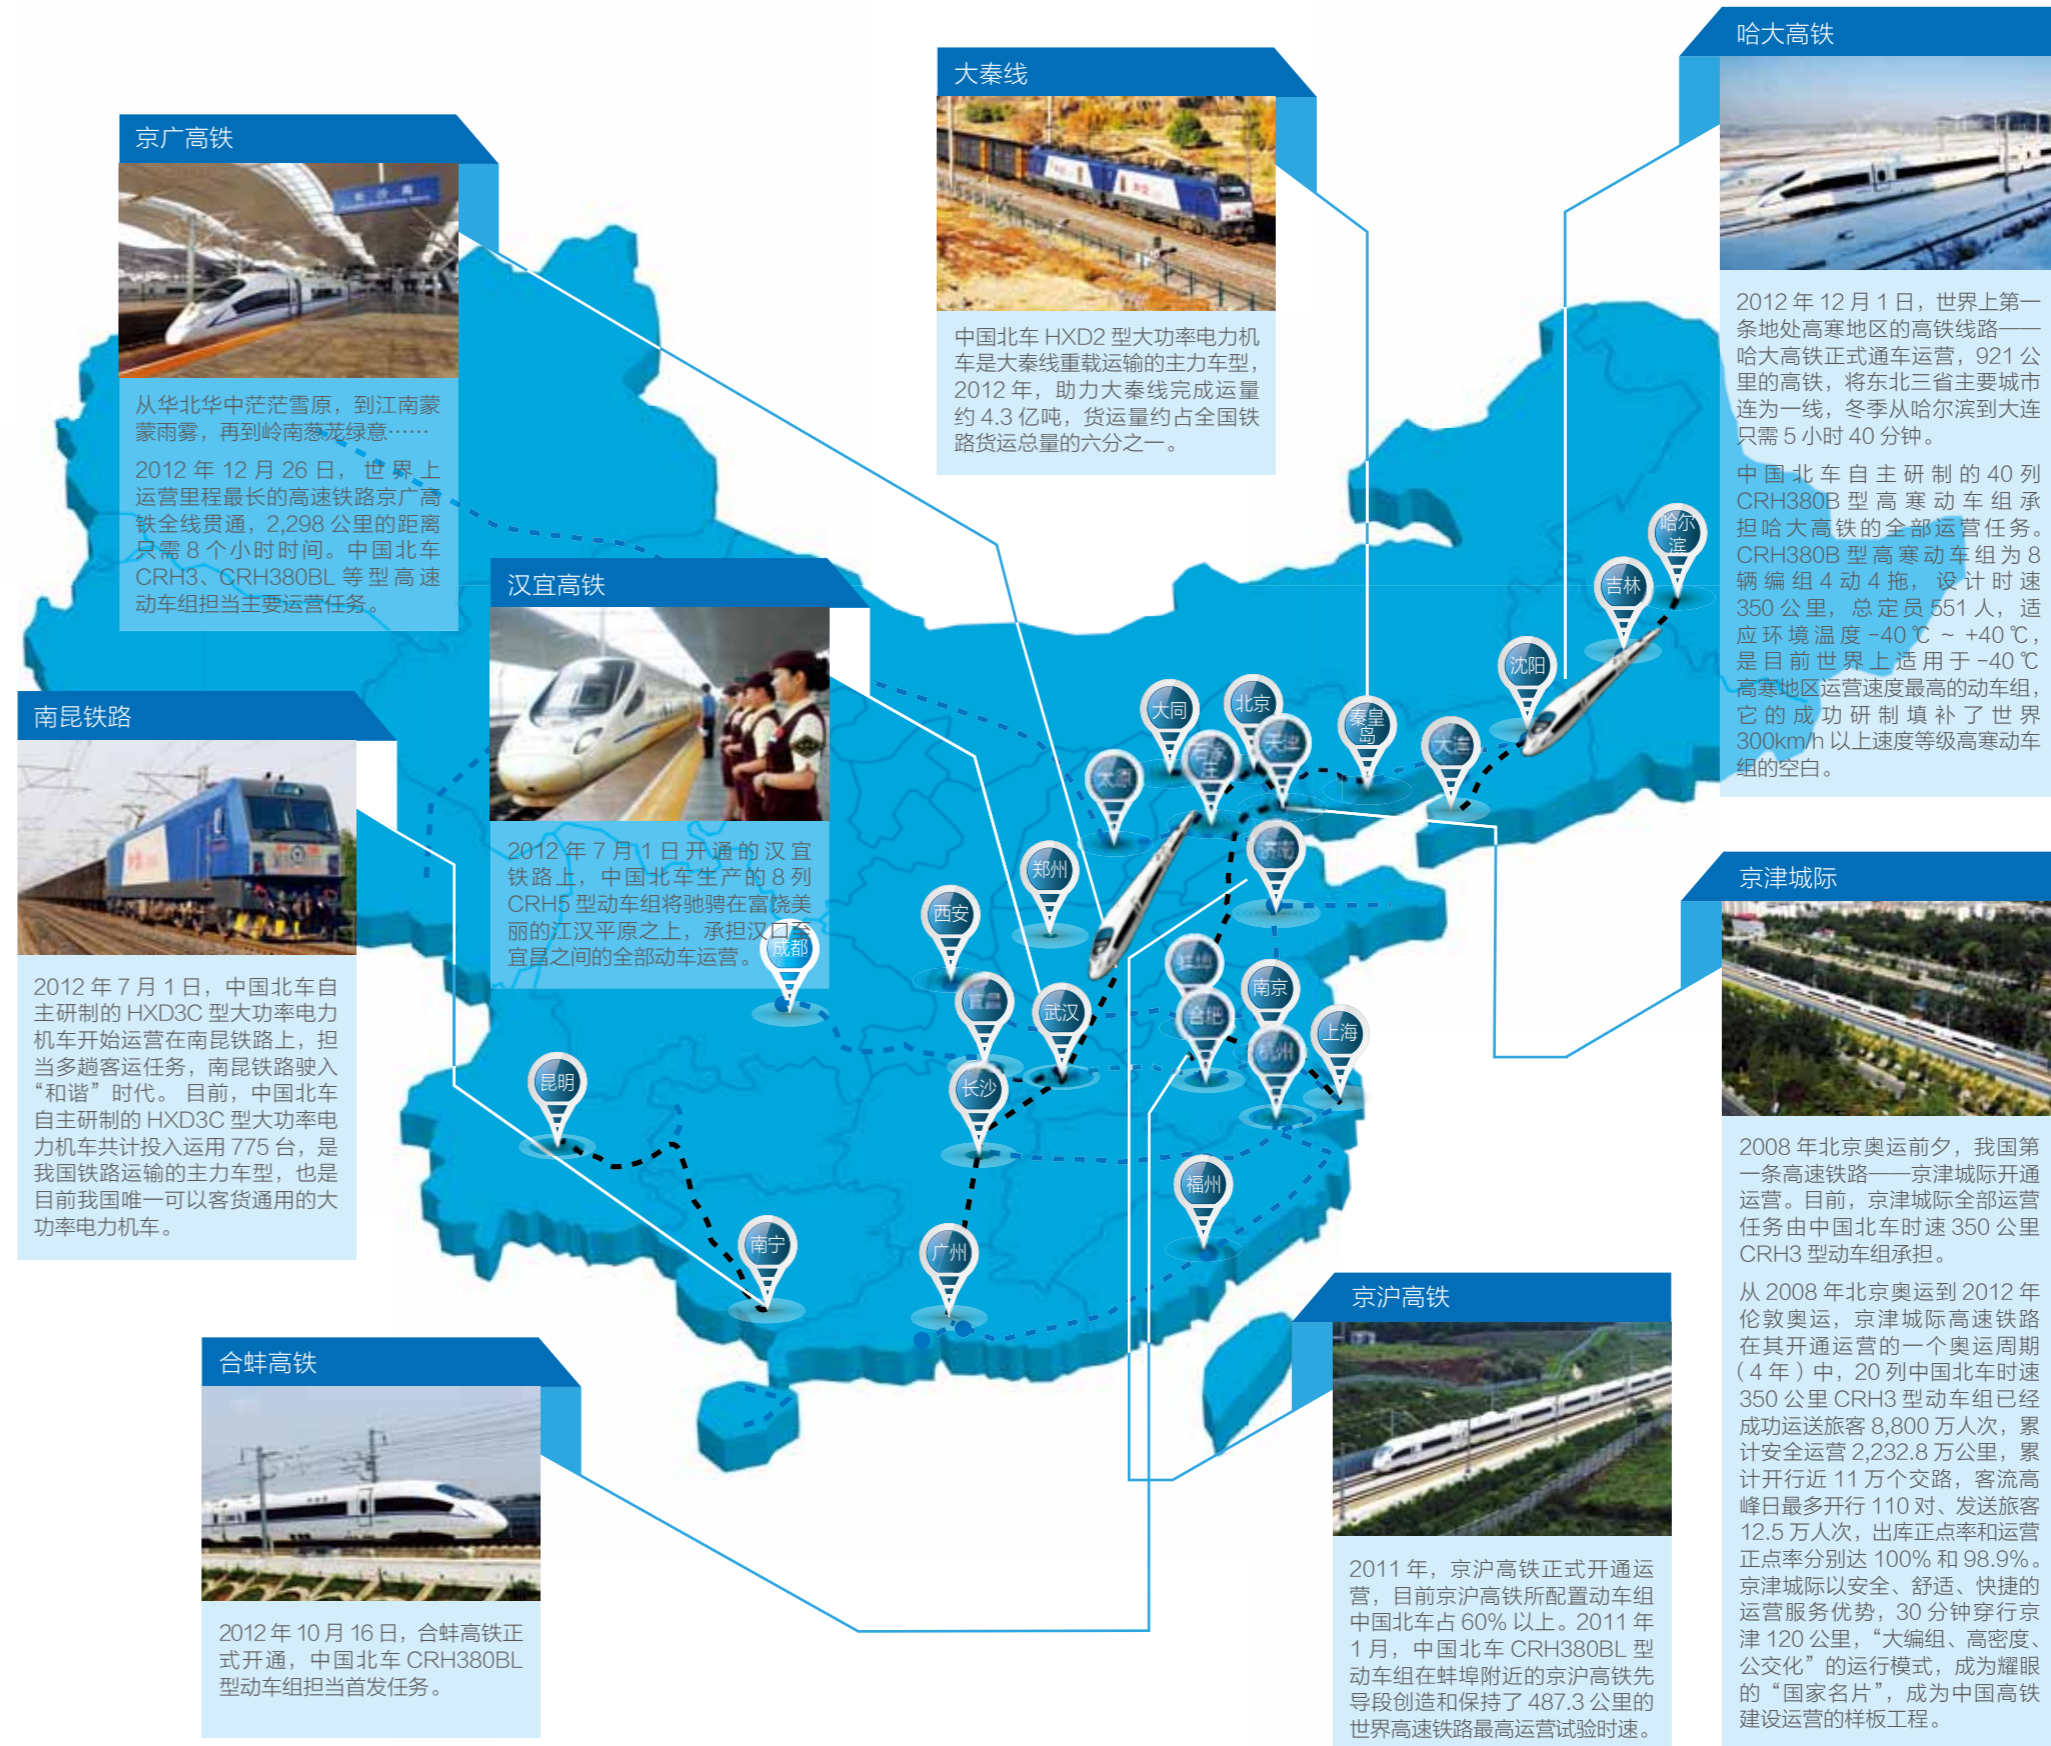 京广高铁
从华北华中茫茫雪原，到江南蒙
蒙雨雾，再到岭南葱茏绿意……
2012 年 12 月 26 日，世界上
运营里程最长的高速铁路京广高
铁全线贯通，2,298 公里的距离
只需 8 个小时时间。中国北车
CRH3、CRH380BL 等型高速
动车组担当主要运营任务。
大秦线
中国北车 HXD2 型大功率电力机
车是大秦线重载运输的主力车型，
2012 年，助力大秦线完成运量
约 4.3 亿吨，货运量约占全国铁
路货运总量的六分之一。
哈大高铁
2012 年 12 月 1 日，世界上第一
条地处高寒地区的高铁线路——
哈大高铁正式通车运营，921 公
里的高铁，将东北三省主要城市
连为一线，冬季从哈尔滨到大连
只需 5 小时 40 分钟。
中国北车自主研制的 40 列
CRH380B 型高寒动车组承
担哈大高铁的全部运营任务。
CRH380B 型高寒动车组为 8
辆编组 4 动 4 拖，设计时速
350 公里，总定员 551 人，适
应环境温度 -40℃ ~ +40℃，
是目前世界上适用于 -40℃
高寒地区运营速度最高的动车组，
它的成功研制填补了世界
300km/h 以上速度等级高寒动车
组的空白。
汉宜高铁
2012 年 7 月 1 日开通的汉宜
铁路上，中国北车生产的 8 列
CRH5 型动车组将驰骋在富饶美
丽的江汉平原之上，承担汉口至
宜昌之间的全部动车运营。
南昆铁路
2012 年 7 月 1 日，中国北车自
主研制的 HXD3C 型大功率电力
机车开始运营在南昆铁路上，担
当多趟客运任务，南昆铁路驶入
“和谐”时代。 目前，中国北车
自主研制的 HXD3C 型大功率电
力机车共计投入运用 775 台，是
我国铁路运输的主力车型，也是
目前我国唯一可以客货通用的大
功率电力机车。
哈尔
滨
吉林
沈阳
大连
秦皇
岛
北京
天津
大同
石家
庄
太原
济南
郑州
西安
成都
宜昌
武汉
蚌埠
合肥
南京
杭州
上海
长沙
昆明
福州
南宁
广州
京津城际
2008 年北京奥运前夕，我国第
一条高速铁路——京津城际开通
运营。目前，京津城际全部运营
任务由中国北车时速 350 公里
CRH3 型动车组承担。
从 2008 年北京奥运到 2012 年
伦敦奥运，京津城际高速铁路
在其开通运营的一个奥运周期
（4 年）中，20 列中国北车时速
350 公里 CRH3 型动车组已经
成功运送旅客 8,800 万人次，累
计安全运营 2,232.8 万公里，累
计开行近 11 万个交路，客流高
峰日最多开行 110 对、发送旅客
12.5 万人次，出库正点率和运营
正点率分别达 100% 和 98.9%。
京津城际以安全、舒适、快捷的
运营服务优势，30 分钟穿行京
津 120 公里，“大编组、高密度、
公交化”的运行模式，成为耀眼
的“国家名片”，成为中国高铁
建设运营的样板工程。
合蚌高铁
2012 年 10 月 16 日，合蚌高铁正
式开通，中国北车 CRH380BL
型动车组担当首发任务。
京沪高铁
2011 年，京沪高铁正式开通运
营，目前京沪高铁所配置动车组
中国北车占 60% 以上。2011 年
1 月，中国北车 CRH380BL 型
动车组在蚌埠附近的京沪高铁先
导段创造和保持了 487.3 公里的
世界高速铁路最高运营试验时速。